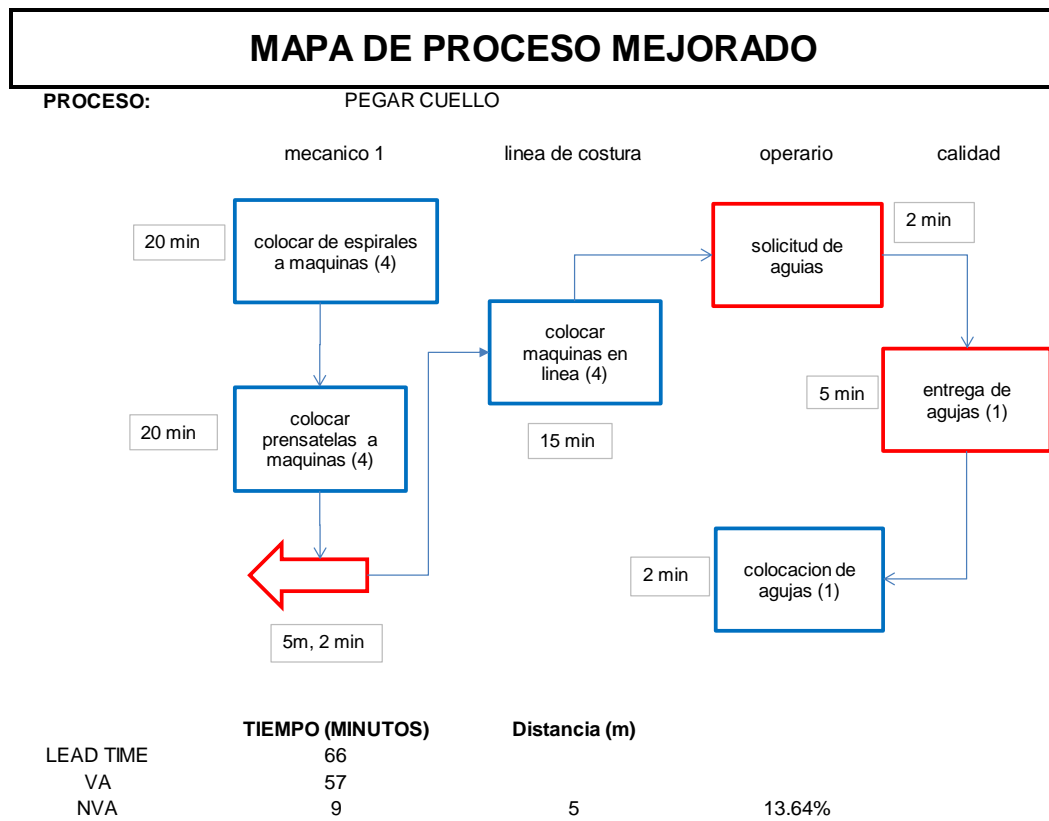 MAPA DE PROCESO MEJORADO
PROCESO: PEGAR CUELLO
mecanico 1 linea de costura operario calidad
20 min
colocar de espirales
a maquinas (4)
20 min
colocar
prensatelas a
maquinas (4)
5m, 2 min
colocar
maquinas en
linea (4)
15 min
solicitud de
aguias
2 min
5 min
entrega de
agujas (1)
2 min
colocacion de
agujas (1)
TIEMPO (MINUTOS) Distancia (m)
LEAD TIME 66
VA 57
NVA 9 5 13.64%